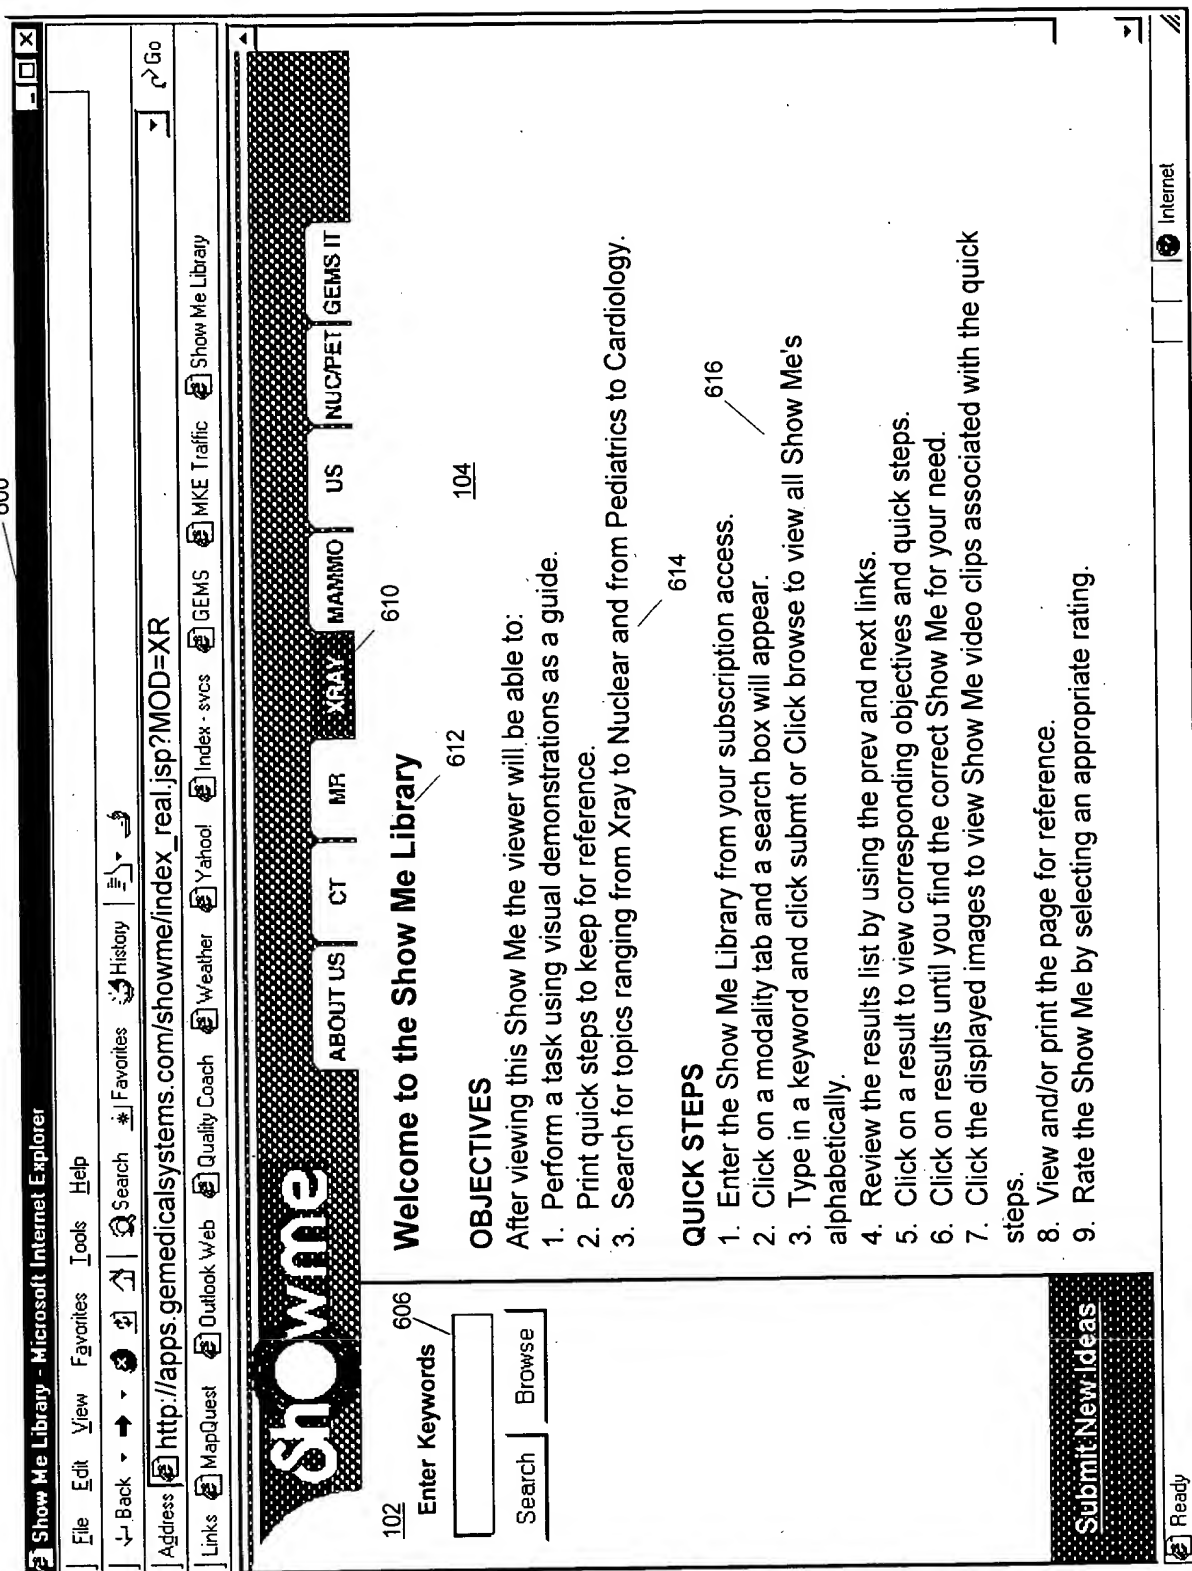 600
Show Me Library - Microsoft Internet Explorer
File Edit View Favorites Tools Help
Back Search Favorites History
Address http://apps.gemedicalsystems.com/showme/index_real.jsp?MOD=XR Go
Links MapQuest Outlook Web Quality Coach Weather Yahoo! Index - svcs GEMS MKE Traffic Show Me Library
Showme
ABOUT US CT MR XRAY MAMMO US NUC/PET GEMS IT
610
102
Enter Keywords
606
Search Browse
Submit New Ideas
Welcome to the Show Me Library
612
104
OBJECTIVES
After viewing this Show Me the viewer will be able to:
1. Perform a task using visual demonstrations as a guide.
2. Print quick steps to keep for reference.
3. Search for topics ranging from Xray to Nuclear and from Pediatrics to Cardiology.
614
QUICK STEPS
616
1. Enter the Show Me Library from your subscription access.
2. Click on a modality tab and a search box will appear.
3. Type in a keyword and click submt or Click browse to view all Show Me's
alphabetically.
4. Review the results list by using the prev and next links.
5. Click on a result to view corresponding objectives and quick steps.
6. Click on results until you find the correct Show Me for your need.
7. Click the displayed images to view Show Me video clips associated with the quick
steps.
8. View and/or print the page for reference.
9. Rate the Show Me by selecting an appropriate rating.
Ready Internet